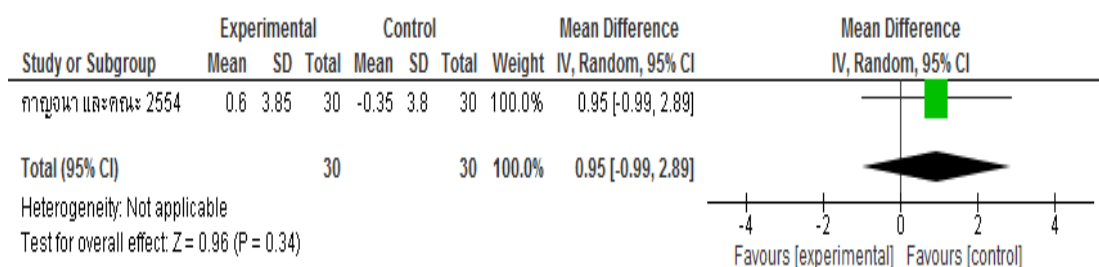 Experimental Control Mean Difference Mean Difference
Study or Subgroup Mean SD Total Mean SD Total Weight IV, Random, 95% CI IV, Random, 95% CI
กาญจนา และคณะ 2554 0.6 3.85 30 -0.35 3.8 30 100.0% 0.95 [-0.99, 2.89]
Total (95% CI) 30 30 100.0% 0.95 [-0.99, 2.89]
Heterogeneity: Not applicable
Test for overall effect: Z = 0.96 (P = 0.34)
-4 -2 0 2 4
Favours [experimental] Favours [control]